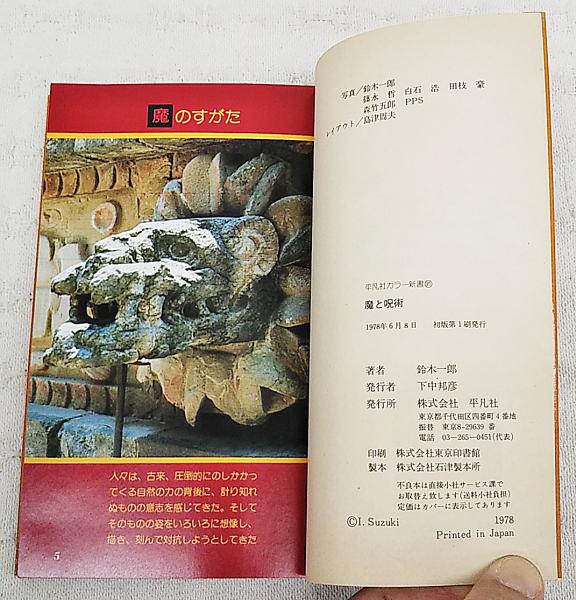 魔のすがた
人々は、古来、圧倒的にのしかかっ
てくる自然の力の背後に、計り知れ
ぬものの意志を感じてきた。そして
そのものの姿をいろいろに想像し、
描き、刻んで対抗しようとしてきた
5
写真/鈴木一郎
篠永 哲 白石 浩 田枝 豪
森竹五郎 PPS
レイアウト/島津周夫
平凡社カラー新書
魔と呪術
1978年6月8日 初版第1刷発行
著者 鈴木一郎
発行者 下中邦彦
発行所 株式会社 平凡社
東京都千代田区四番町4番地
振替 東京8-29639番
電話 03-265-0451(代表)
印刷 株式会社東京印書館
製本 株式会社石津製本所
不良本は直接小社サービス課で
お取替え致します(送料小社負担)
定価はカバーに表示してあります
©I. Suzuki 1978
Printed in Japan